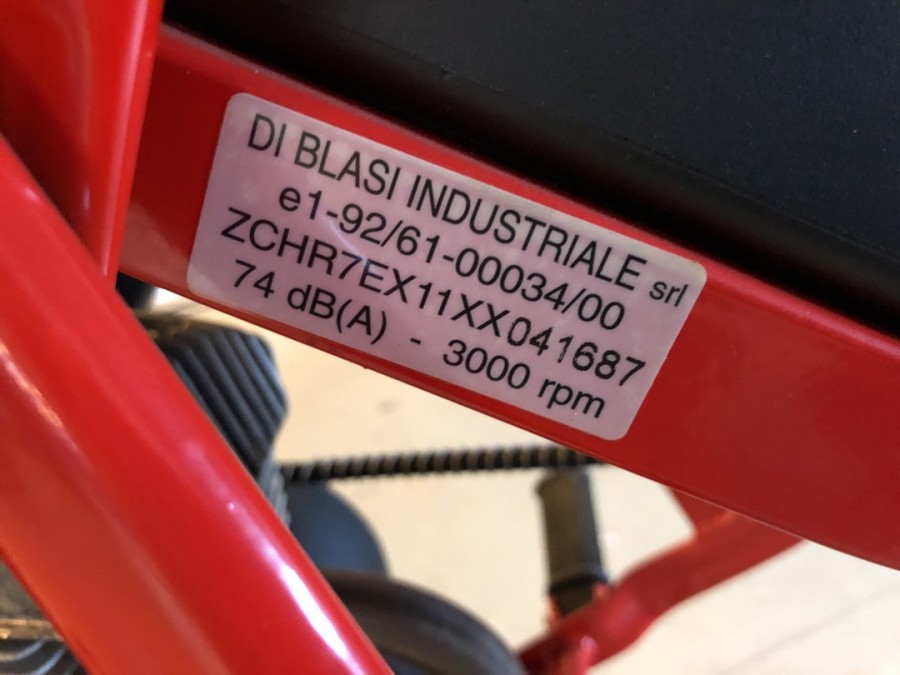 DI BLASI INDUSTRIALE srl
e1-92/61-00034/00
ZCHR7EX11XX041687
74 dB(A) - 3000 rpm